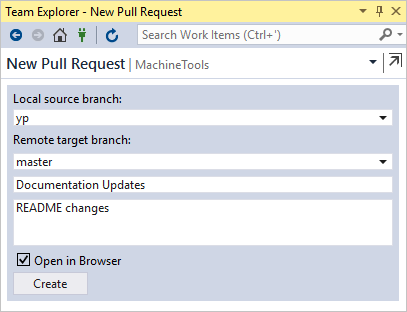 Team Explorer - New Pull Request
Search Work Items (Ctrl+')
New Pull Request | MachineTools
Local source branch:
yp
Remote target branch:
master
Documentation Updates
README changes
Open in Browser
Create